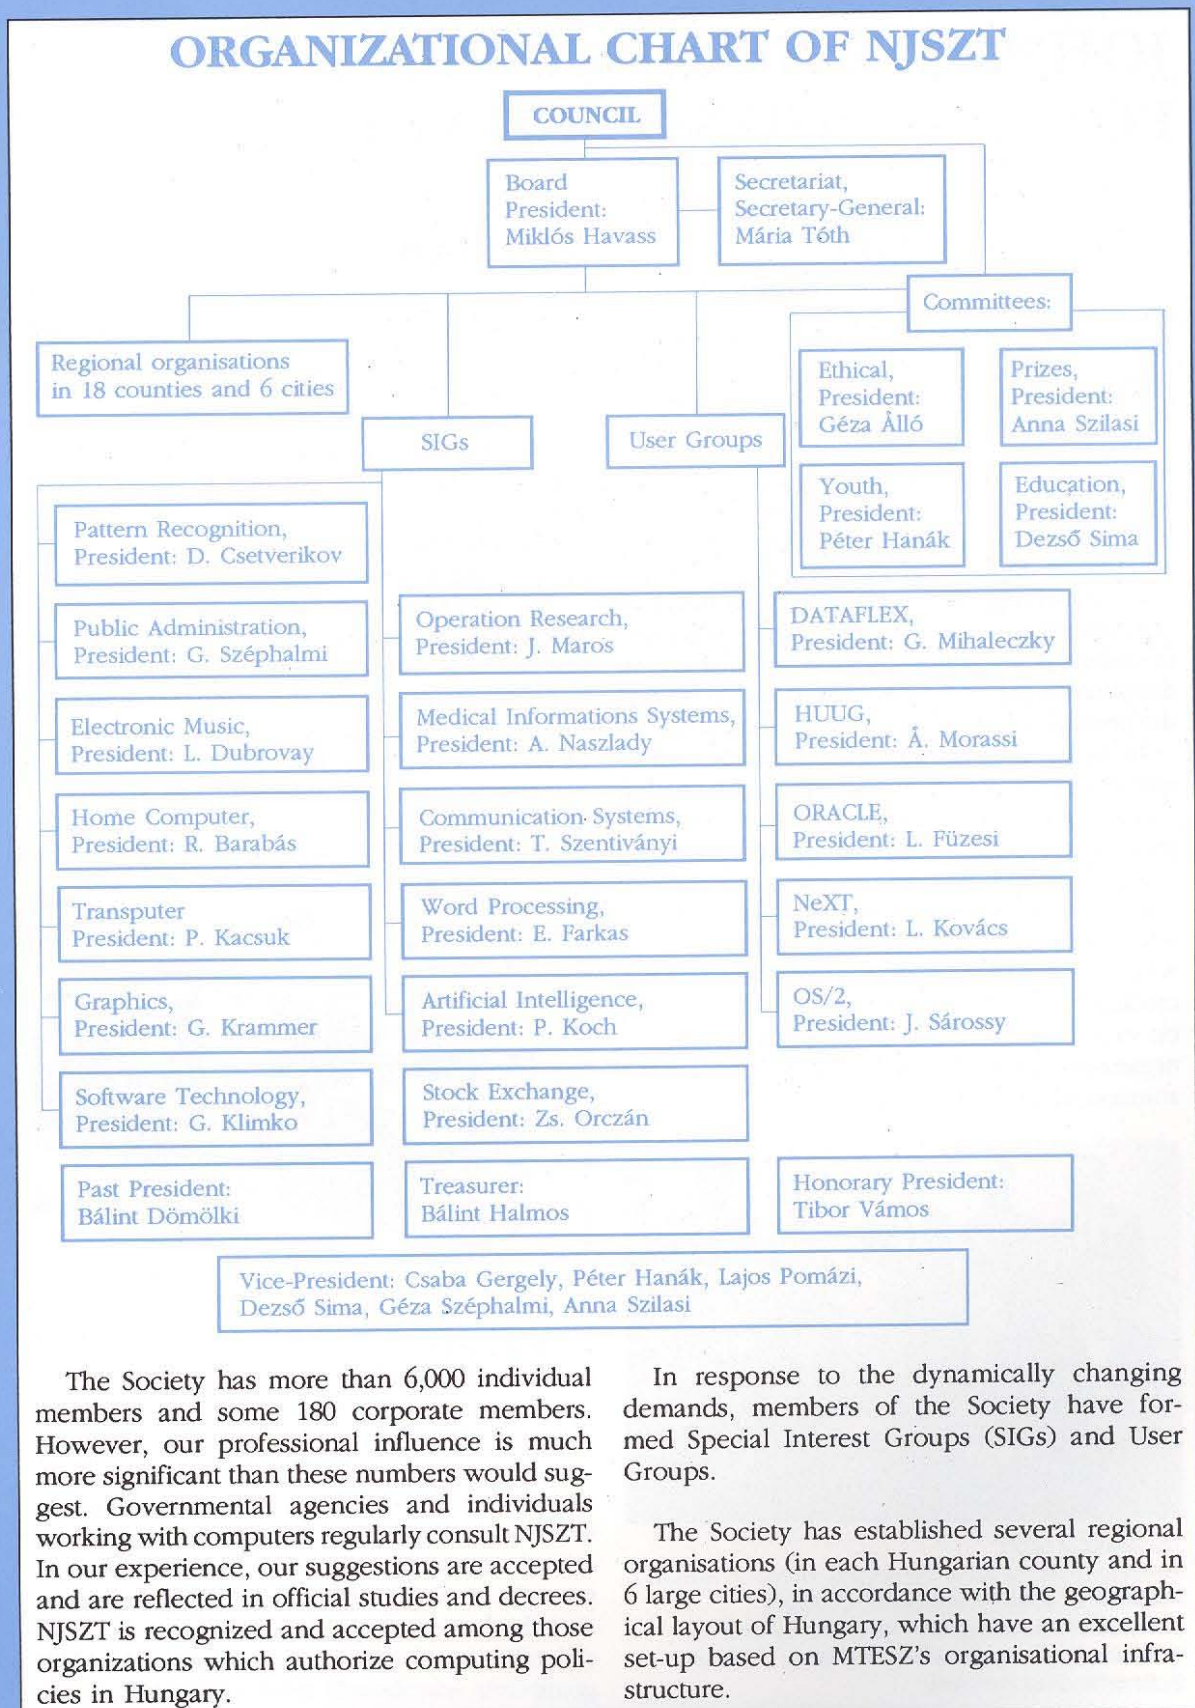 ORGANIZATIONAL CHART OF NJSZT
COUNCIL
Board
President:
Miklós Havass
Secretariat,
Secretary-General:
Mária Tóth
Committees:
Regional organisations
in 18 counties and 6 cities
Ethical,
President:
Géza Álló
Prizes,
President:
Anna Szilasi
SIGs
User Groups
Youth,
President:
Péter Hanák
Education,
President:
Dezső Sima
Pattern Recognition,
President: D. Csetverikov
Public Administration,
President: G. Széphalmi
Electronic Music,
President: L. Dubrovay
Home Computer,
President: R. Barabás
Transputer
President: P. Kacsuk
Graphics,
President: G. Krammer
Software Technology,
President: G. Klimko
Operation Research,
President: J. Maros
Medical Informations Systems,
President: A. Naszlady
Communication Systems,
President: T. Szentiványi
Word Processing,
President: E. Farkas
Artificial Intelligence,
President: P. Koch
Stock Exchange,
President: Zs. Orczán
DATAFLEX,
President: G. Mihaleczky
HUUG,
President: Á. Morassi
ORACLE,
President: L. Füzesi
NeXT,
President: L. Kovács
OS/2,
President: J. Sárossy
Past President:
Bálint Dömölki
Treasurer:
Bálint Halmos
Honorary President:
Tibor Vámos
Vice-President: Csaba Gergely, Péter Hanák, Lajos Pomázi,
Dezső Sima, Géza Széphalmi, Anna Szilasi
The Society has more than 6,000 individual
members and some 180 corporate members.
However, our professional influence is much
more significant than these numbers would sug-
gest. Governmental agencies and individuals
working with computers regularly consult NJSZT.
In our experience, our suggestions are accepted
and are reflected in official studies and decrees.
NJSZT is recognized and accepted among those
organizations which authorize computing poli-
cies in Hungary.
In response to the dynamically changing
demands, members of the Society have for-
med Special Interest Groups (SIGs) and User
Groups.
The Society has established several regional
organisations (in each Hungarian county and in
6 large cities), in accordance with the geograph-
ical layout of Hungary, which have an excellent
set-up based on MTESZ's organisational infra-
structure.